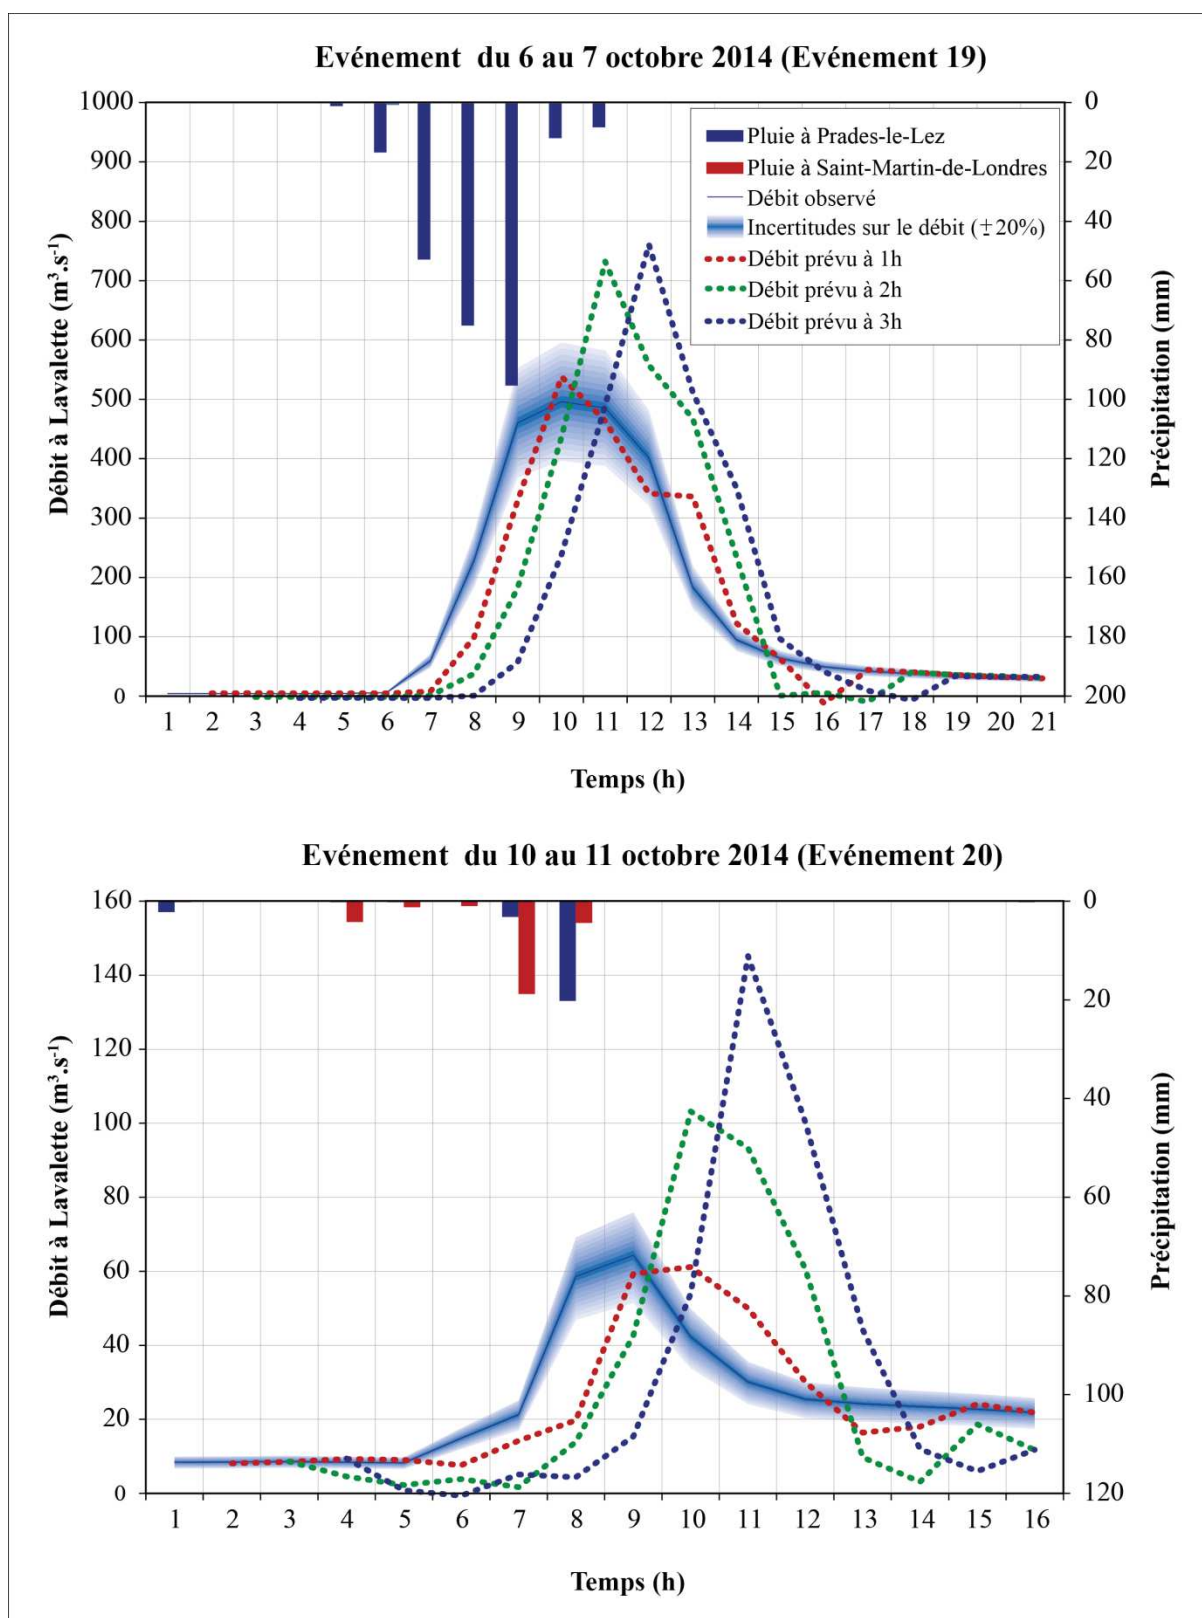 Evénement du 6 au 7 octobre 2014 (Evénement 19)
1000
900
800
700
600
500
400
300
200
100
0
Débit à Lavalette (m³.s⁻¹)
0
20
40
60
80
100
120
140
160
180
200
Précipitation (mm)
Pluie à Prades-le-Lez
Pluie à Saint-Martin-de-Londres
Débit observé
Incertitudes sur le débit (±20%)
Débit prévu à 1h
Débit prévu à 2h
Débit prévu à 3h
1 2 3 4 5 6 7 8 9 10 11 12 13 14 15 16 17 18 19 20 21
Temps (h)
Evénement du 10 au 11 octobre 2014 (Evénement 20)
160
140
120
100
80
60
40
20
0
Débit à Lavalette (m³.s⁻¹)
0
20
40
60
80
100
120
Précipitation (mm)
1 2 3 4 5 6 7 8 9 10 11 12 13 14 15 16
Temps (h)